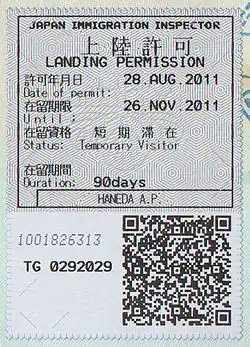 JAPAN IMMIGRATION INSPECTOR
上陸許可
LANDING PERMISSION
許可年月日 28.AUG.2011
Date of permit:
在留期限 26.NOV.2011
Until ;
在留資格 短期滞在
Status: Temporary Visitor
在留期間
Duration: 90days
HANEDA A.P.
1001826313
TG 0292029